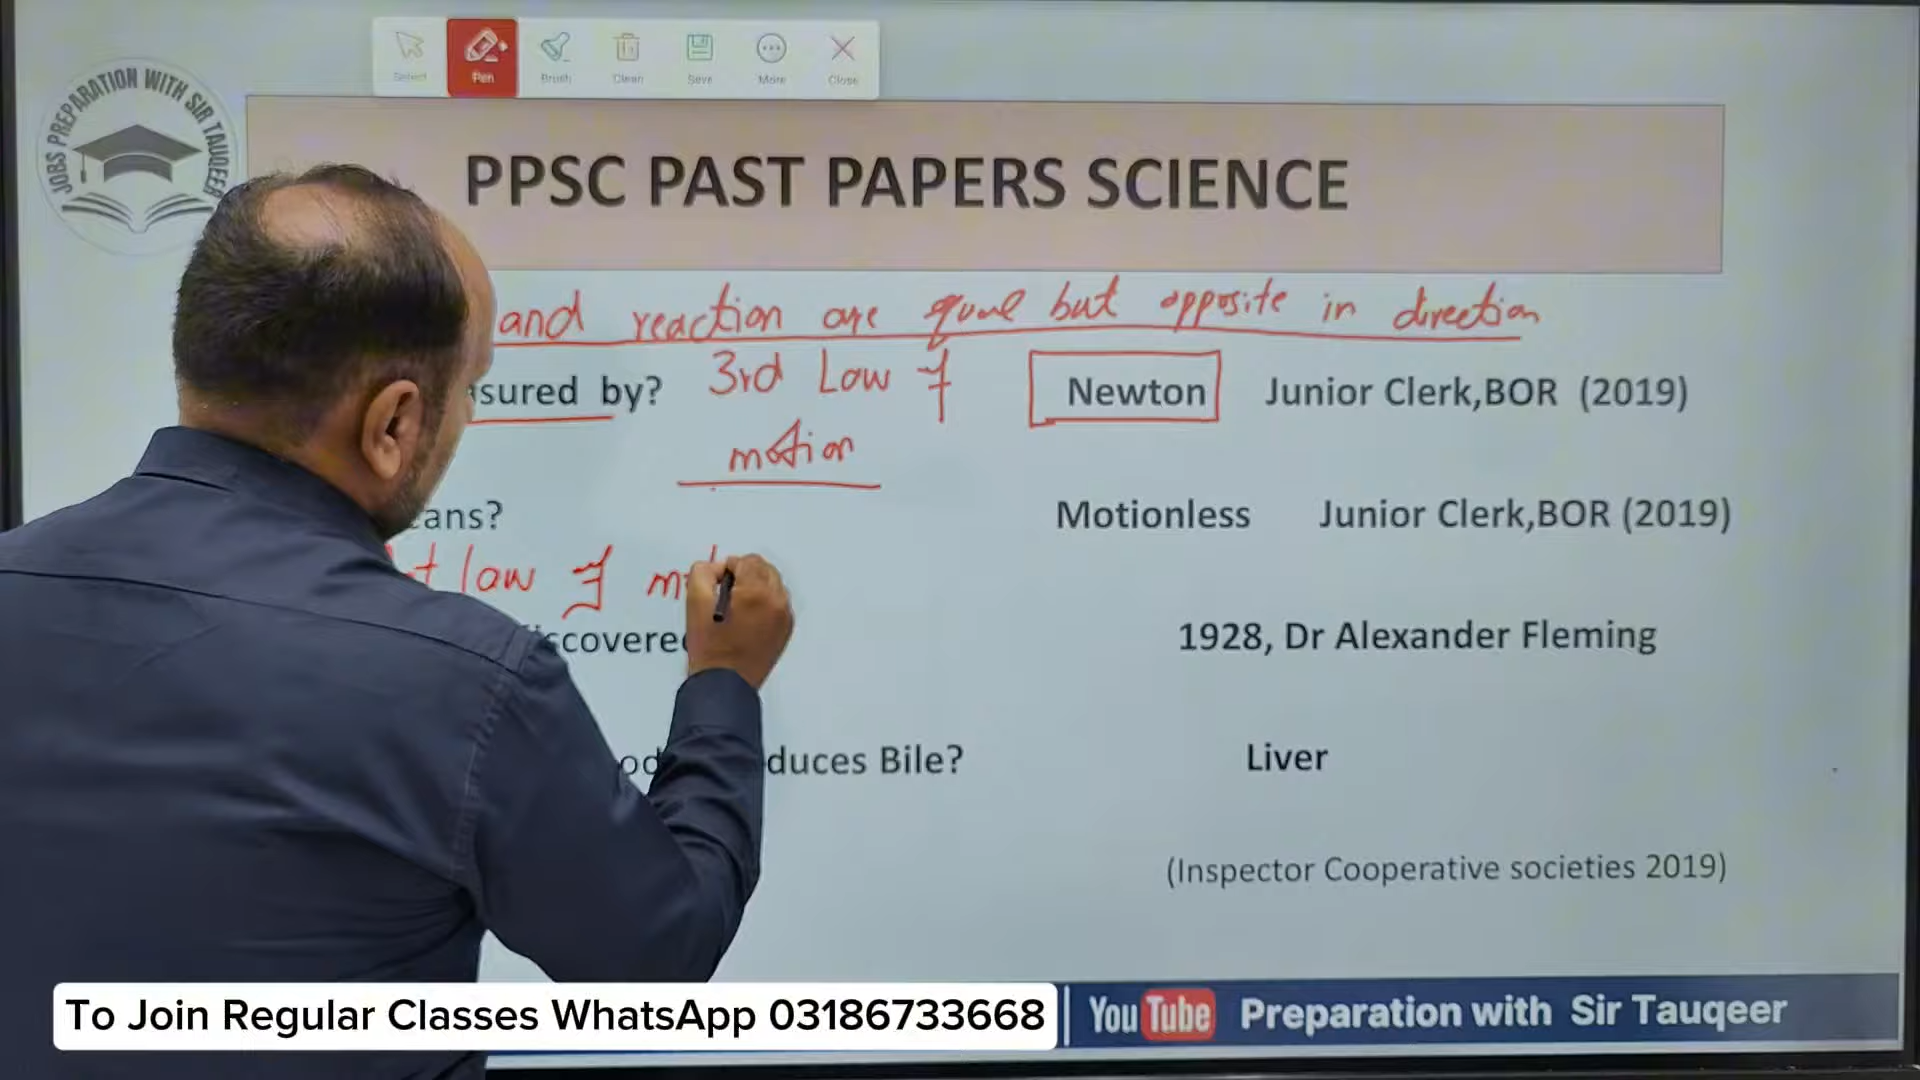 Select Pen Brush Clean Save More Close
JOBS PREPARATION WITH SIR TAUQEER
PPSC PAST PAPERS SCIENCE
and reaction are equal but opposite in direction
sured by? 3rd Law of Newton Junior Clerk,BOR (2019)
motion
ans? Motionless Junior Clerk,BOR (2019)
law of
scovered 1928, Dr Alexander Fleming
duces Bile? Liver
(Inspector Cooperative societies 2019)
To Join Regular Classes WhatsApp 03186733668 YouTube Preparation with Sir Tauqeer